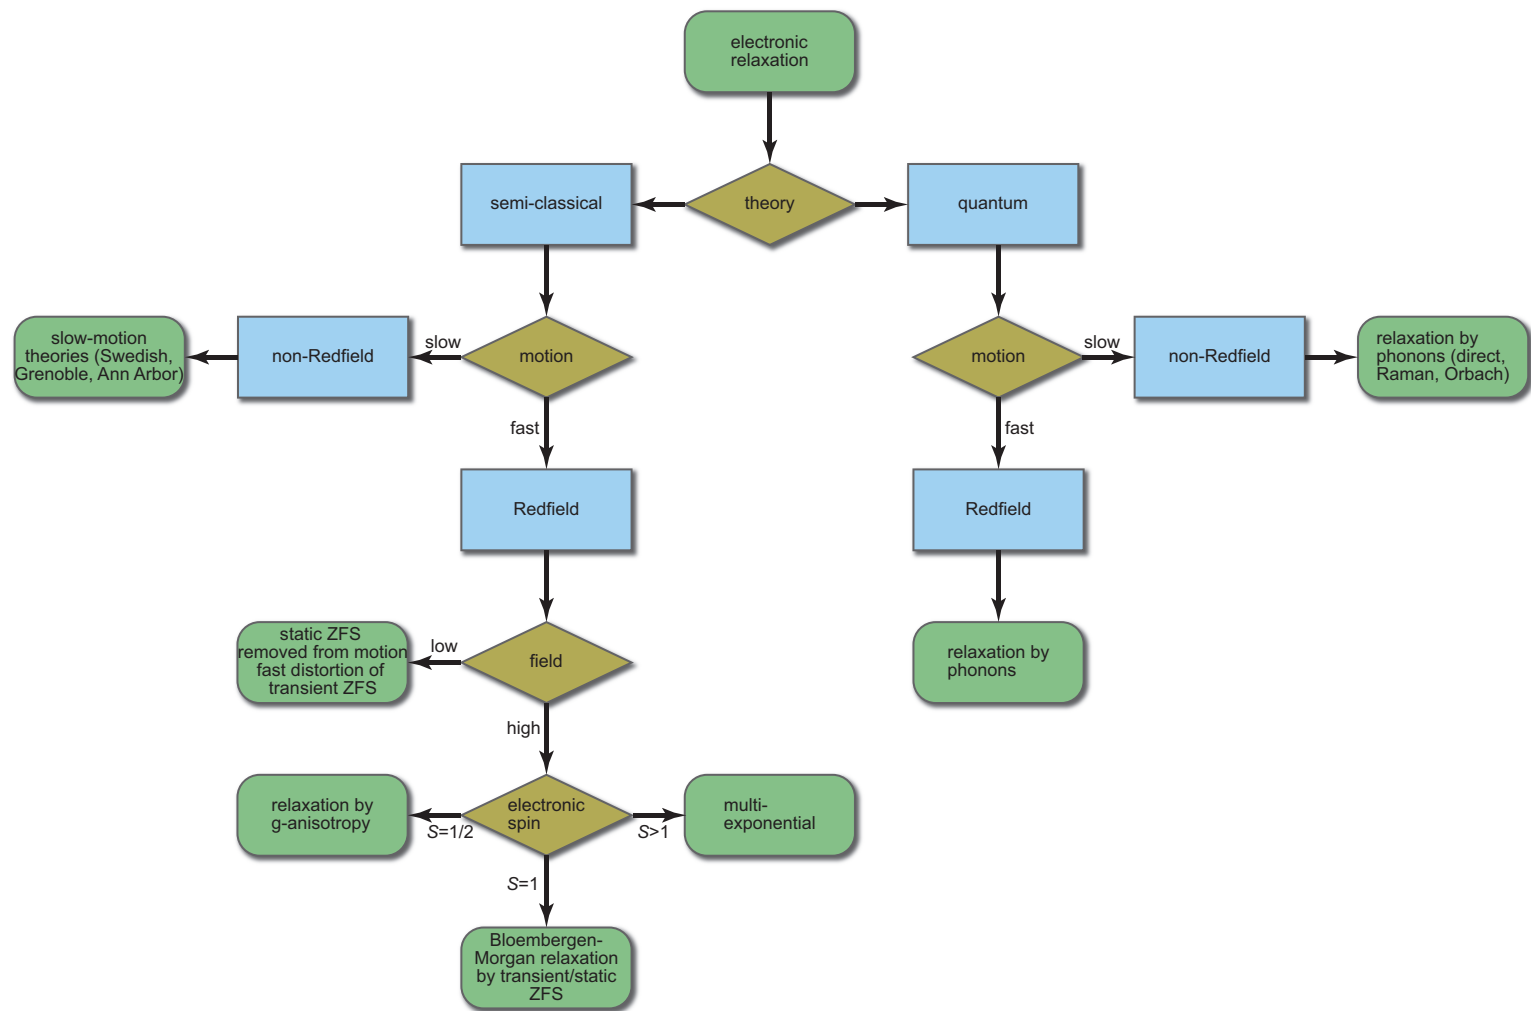 electronic
relaxation
semi-classical
theory
quantum
slow-motion
theories (Swedish,
Grenoble, Ann Arbor)
non-Redfield
slow
motion
motion
slow
non-Redfield
relaxation by
phonons (direct,
Raman, Orbach)
fast
fast
Redfield
Redfield
static ZFS
removed from motion
fast distortion of
transient ZFS
low
field
relaxation by
phonons
high
relaxation by
g-anisotropy
S=1/2
electronic
spin
S>1
multi-
exponential
S=1
Bloembergen-
Morgan relaxation
by transient/static
ZFS